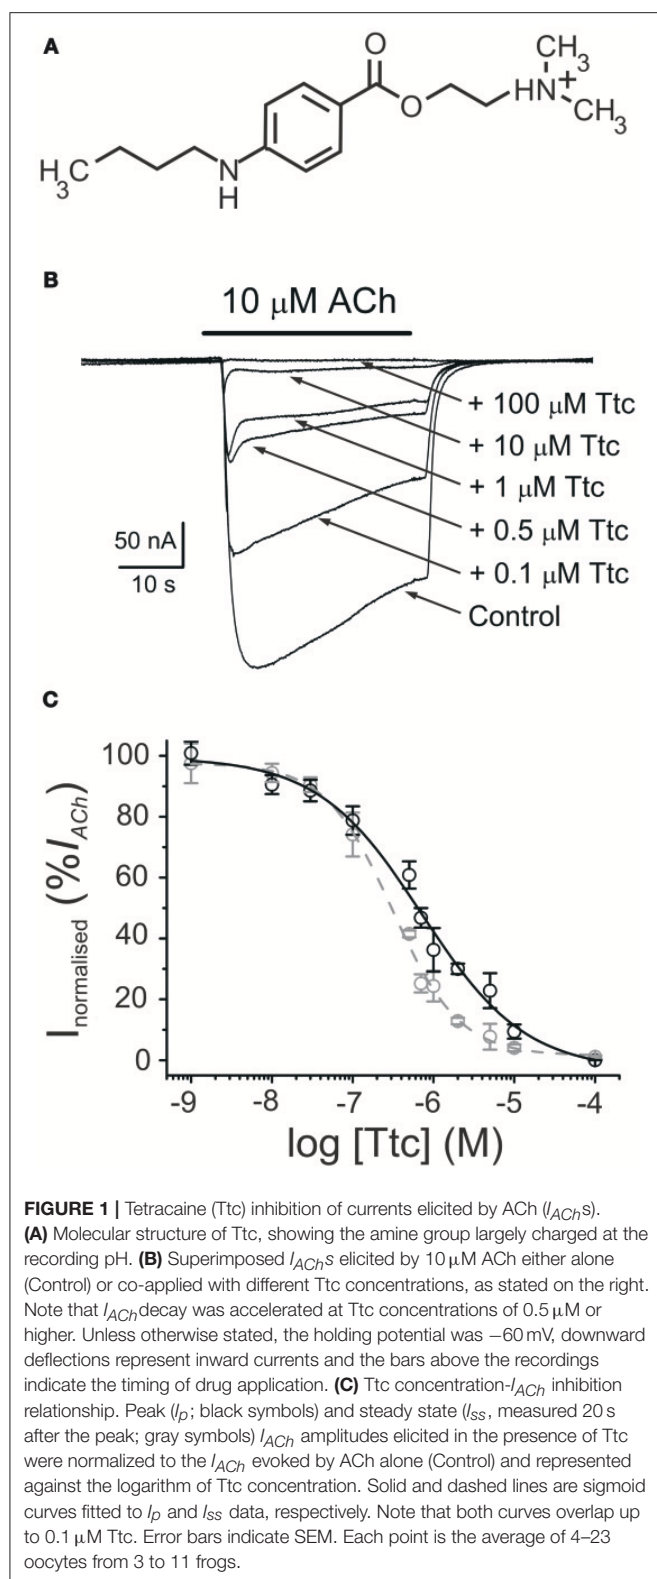 A
O
CH3
HN+
O
CH3
H3C
N
H
B
10 µM ACh
+ 100 µM Ttc
+ 10 µM Ttc
+ 1 µM Ttc
+ 0.5 µM Ttc
50 nA
+ 0.1 µM Ttc
10 s
Control
C
Inormalised (%IACh)
100
80
60
40
20
0
-9 -8 -7 -6 -5 -4
log [Ttc] (M)
FIGURE 1 | Tetracaine (Ttc) inhibition of currents elicited by ACh (IAChs).
(A) Molecular structure of Ttc, showing the amine group largely charged at the
recording pH. (B) Superimposed IAChs elicited by 10 µM ACh either alone
(Control) or co-applied with different Ttc concentrations, as stated on the right.
Note that IACh decay was accelerated at Ttc concentrations of 0.5 µM or
higher. Unless otherwise stated, the holding potential was −60 mV, downward
deflections represent inward currents and the bars above the recordings
indicate the timing of drug application. (C) Ttc concentration-IACh inhibition
relationship. Peak (Ip; black symbols) and steady state (Iss, measured 20 s
after the peak; gray symbols) IACh amplitudes elicited in the presence of Ttc
were normalized to the IACh evoked by ACh alone (Control) and represented
against the logarithm of Ttc concentration. Solid and dashed lines are sigmoid
curves fitted to Ip and Iss data, respectively. Note that both curves overlap up
to 0.1 µM Ttc. Error bars indicate SEM. Each point is the average of 4–23
oocytes from 3 to 11 frogs.